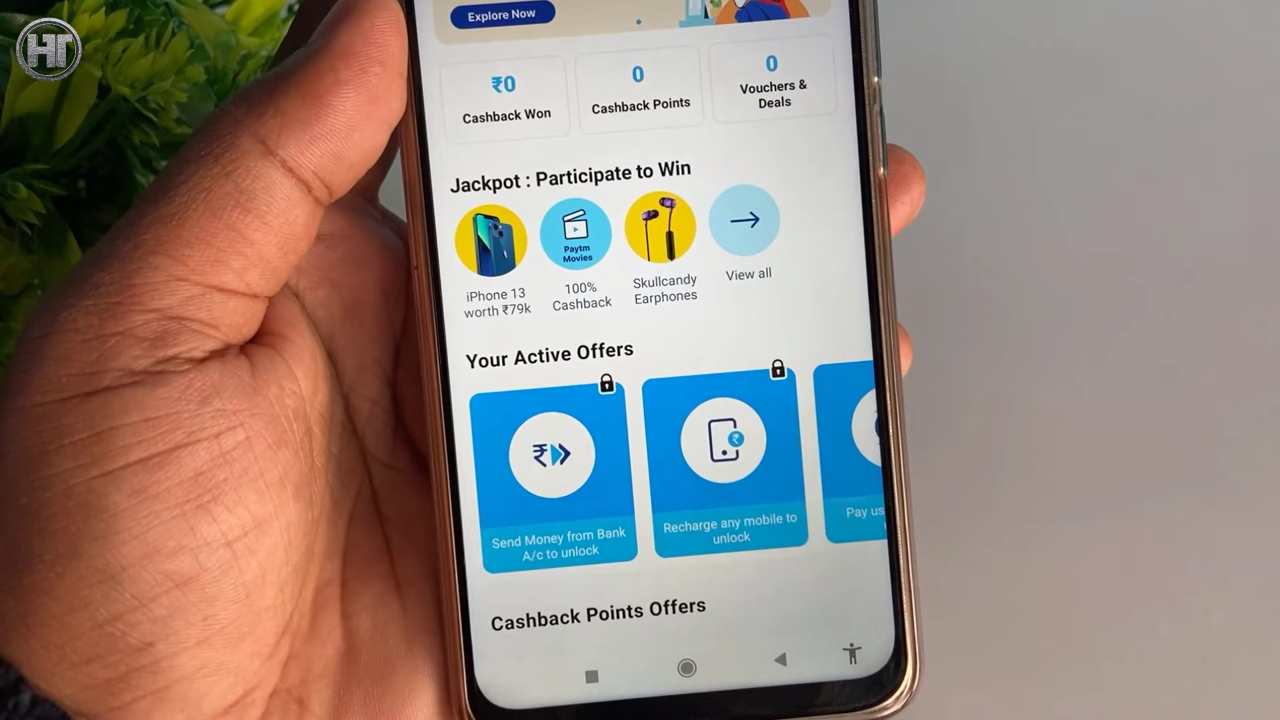 HT
Explore Now
₹0
Cashback Won
0
Cashback Points
0
Vouchers &
Deals
Jackpot : Participate to Win
iPhone 13
worth ₹79k
Paytm
Movies
100%
Cashback
Skullcandy
Earphones
View all
Your Active Offers
₹
Send Money from Bank
A/c to unlock
₹
Recharge any mobile to
unlock
Pay us
Cashback Points Offers